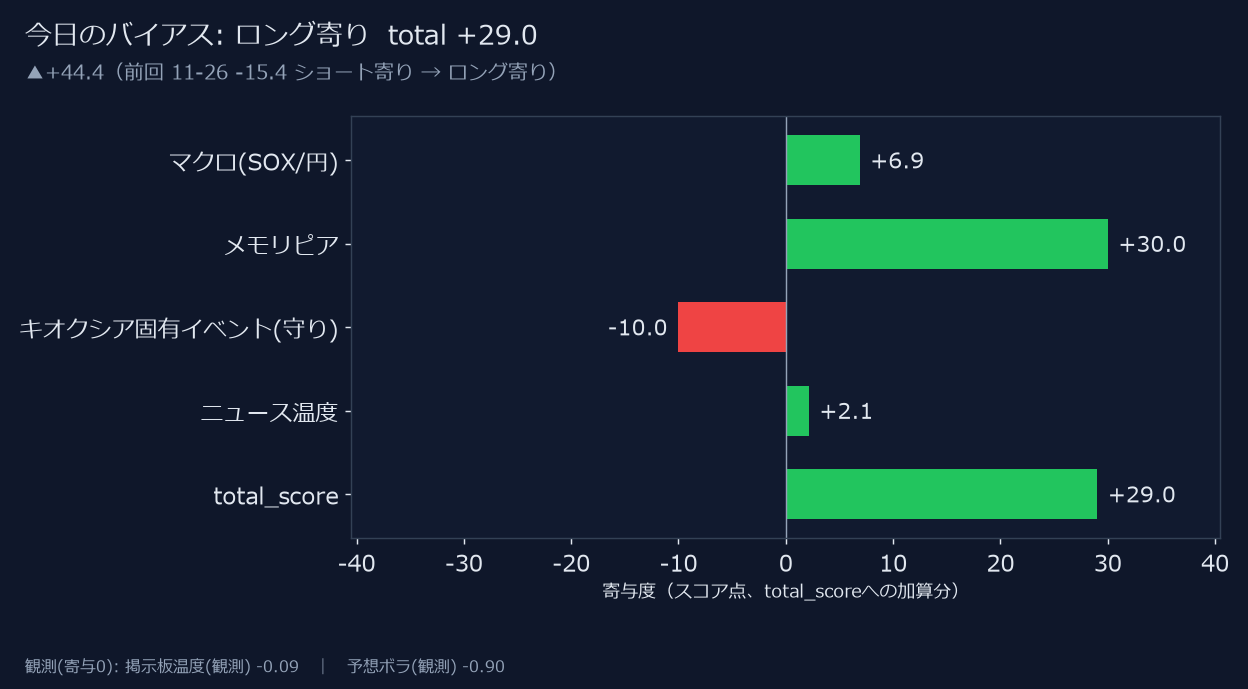 今日のバイアス: ロング寄り total +29.0
▲+44.4（前回 11-26 -15.4 ショート寄り → ロング寄り）
マクロ(SOX/円)
+6.9
メモリピア
+30.0
キオクシア固有イベント(守り)
-10.0
ニュース温度
+2.1
total_score
+29.0
-40 -30 -20 -10 0 10 20 30 40
寄与度（スコア点、total_scoreへの加算分）
観測(寄与0): 掲示板温度(観測) -0.09 | 予想ボラ(観測) -0.90